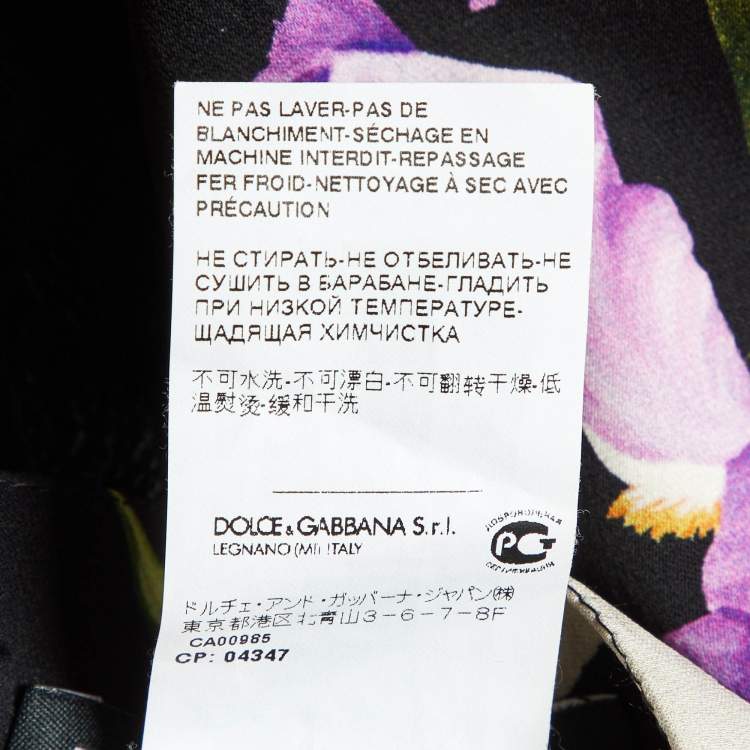 NE PAS LAVER-PAS DE
BLANCHIMENT-SÉCHAGE EN
MACHINE INTERDIT-REPASSAGE
FER FROID-NETTOYAGE À SEC AVEC
PRÉCAUTION
НЕ СТИРАТЬ-НЕ ОТБЕЛИВАТЬ-НЕ
СУШИТЬ В БАРАБАНЕ-ГЛАДИТЬ
ПРИ НИЗКОЙ ТЕМПЕРАТУРЕ-
ЩАДЯЩАЯ ХИМЧИСТКА
不可水洗-不可漂白-不可翻转干燥-低
温熨烫-缓和干洗
DOLCE & GABBANA S.r.l.
LEGNANO (MI) ITALY
ДОБРОВОЛЬНАЯ
РСТ
СЕРТИФИКАЦИЯ
ドルチェ・アンド・ガッバーナ・ジャパン(株)
東京都港区北青山3-6-7-8F
CA00985
CP: 04347